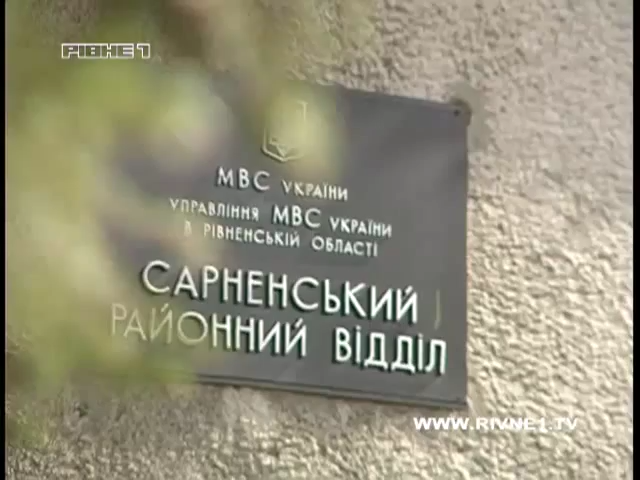 РІВНЕ 1
МВС УКРАЇНИ
УПРАВЛІННЯ МВС УКРАЇНИ
В РІВНЕНСЬКІЙ ОБЛАСТІ
САРНЕНСЬКИЙ
РАЙОННИЙ ВІДДІЛ
WWW.RIVNE1.TV